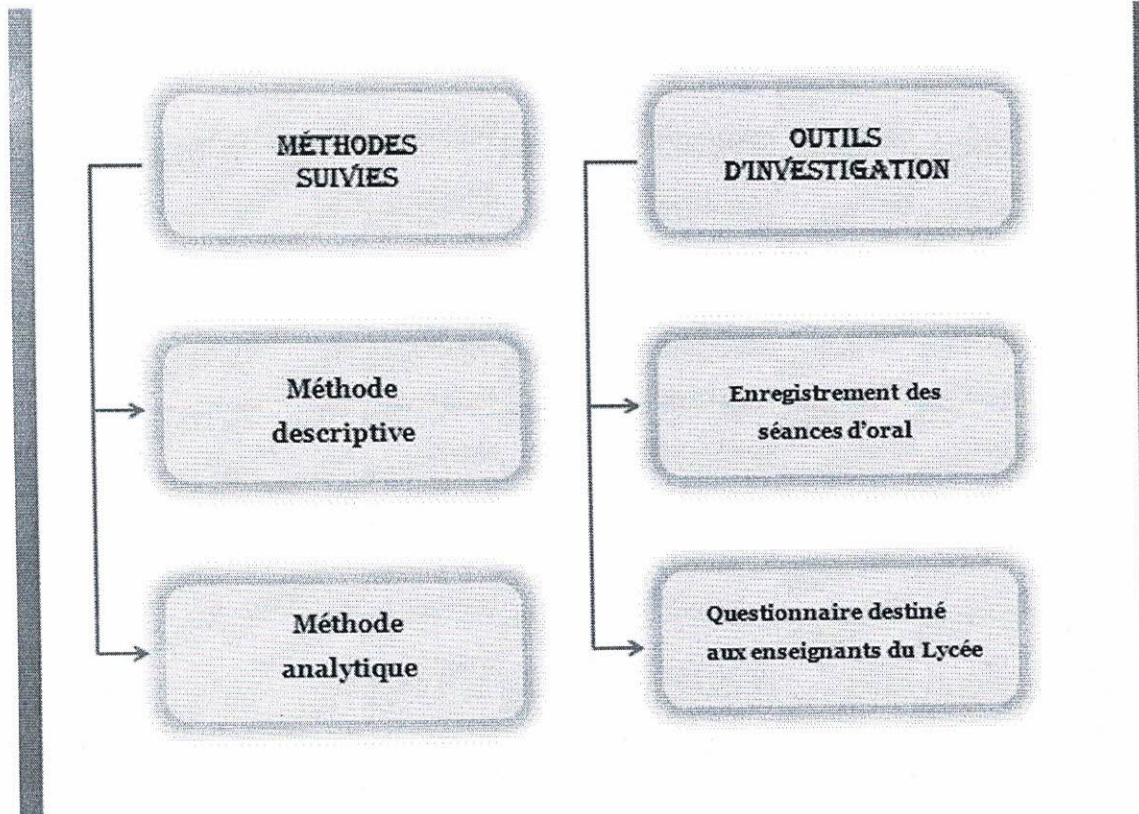 MÉTHODES
SUIVIES
Méthode
descriptive
Méthode
analytique
OUTILS
D'INVESTIGATION
Enregistrement des
séances d'oral
Questionnaire destiné
aux enseignants du Lycée